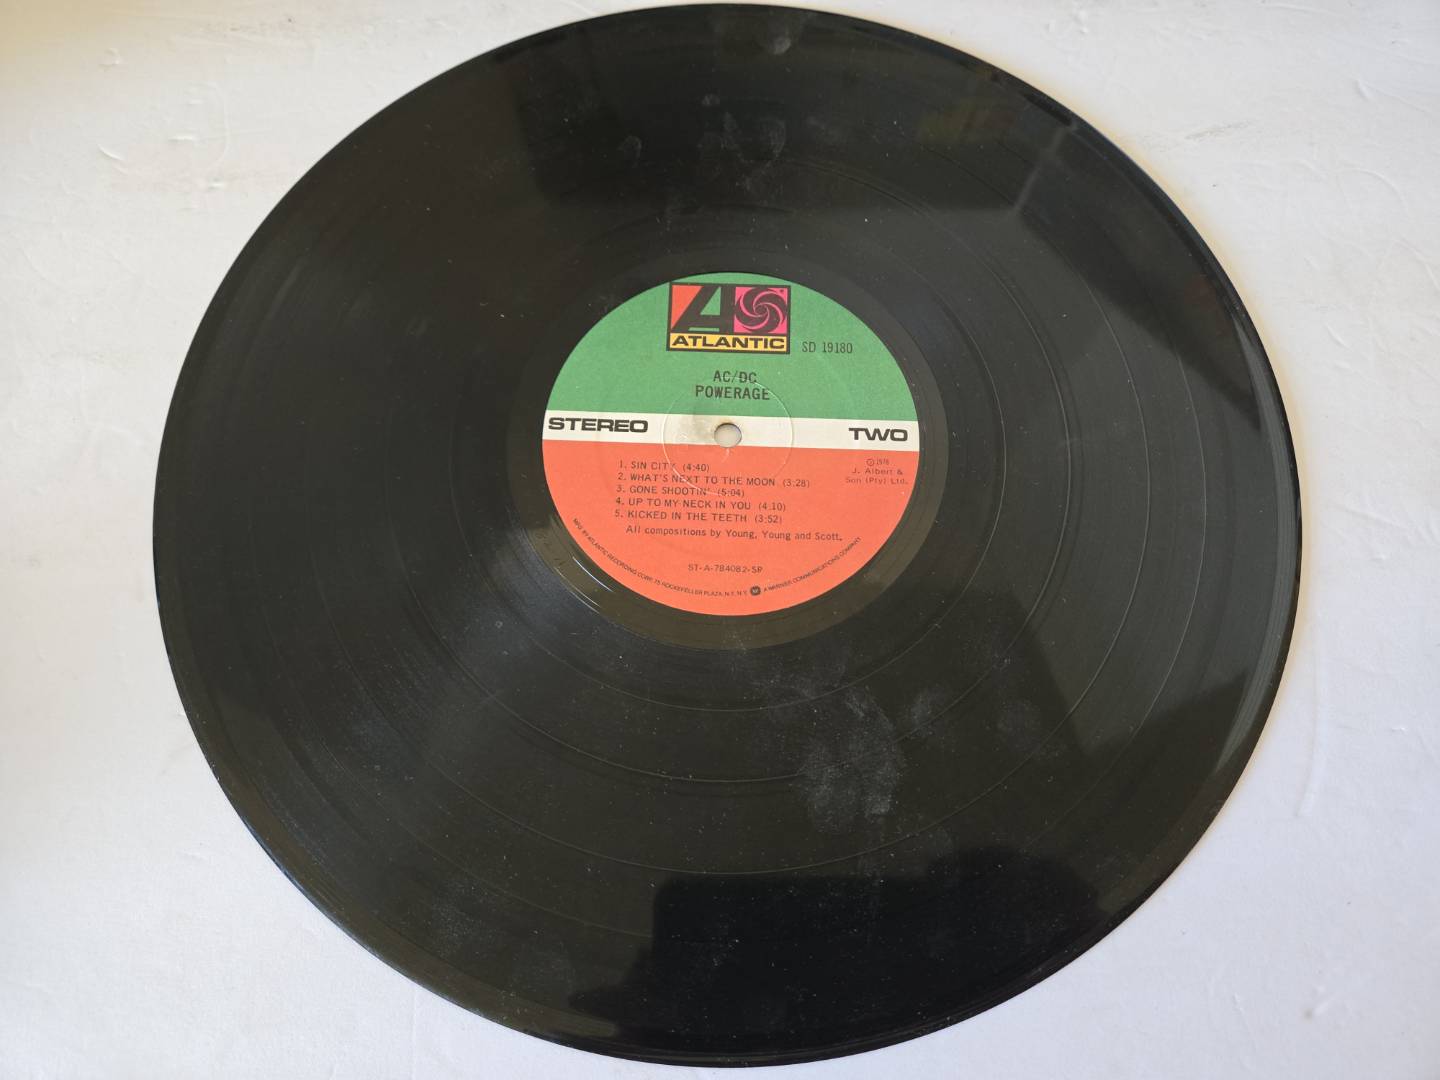 ATLANTIC
SD 19180
AC/DC
POWERAGE
STEREO
TWO
1. SIN CITY (4:40)
2. WHAT'S NEXT TO THE MOON (3:28)
3. GONE SHOOTIN' (5:04)
4. UP TO MY NECK IN YOU (4:10)
5. KICKED IN THE TEETH (3:52)
All compositions by Young, Young and Scott.
℗1978
J. Albert &
Son (Pty) Ltd.
ST-A-784082-SP
MFG. BY ATLANTIC RECORDING CORP., 75 ROCKEFELLER PLAZA, N.Y., N.Y. W A WARNER COMMUNICATIONS COMPANY